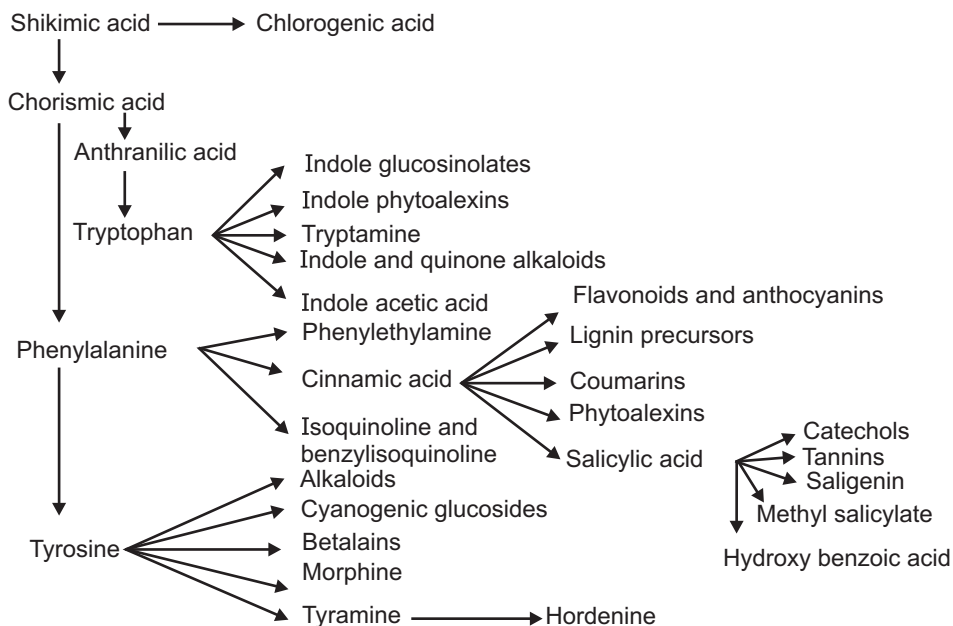 Shikimic acid
Chlorogenic acid
Chorismic acid
Anthranilic acid
Indole glucosinolates
Indole phytoalexins
Tryptophan
Tryptamine
Indole and quinone alkaloids
Indole acetic acid
Flavonoids and anthocyanins
Phenylethylamine
Lignin precursors
Phenylalanine
Cinnamic acid
Coumarins
Phytoalexins
Isoquinoline and
benzylisoquinoline
Salicylic acid
Catechols
Tannins
Saligenin
Methyl salicylate
Hydroxy benzoic acid
Alkaloids
Cyanogenic glucosides
Tyrosine
Betalains
Morphine
Tyramine
Hordenine